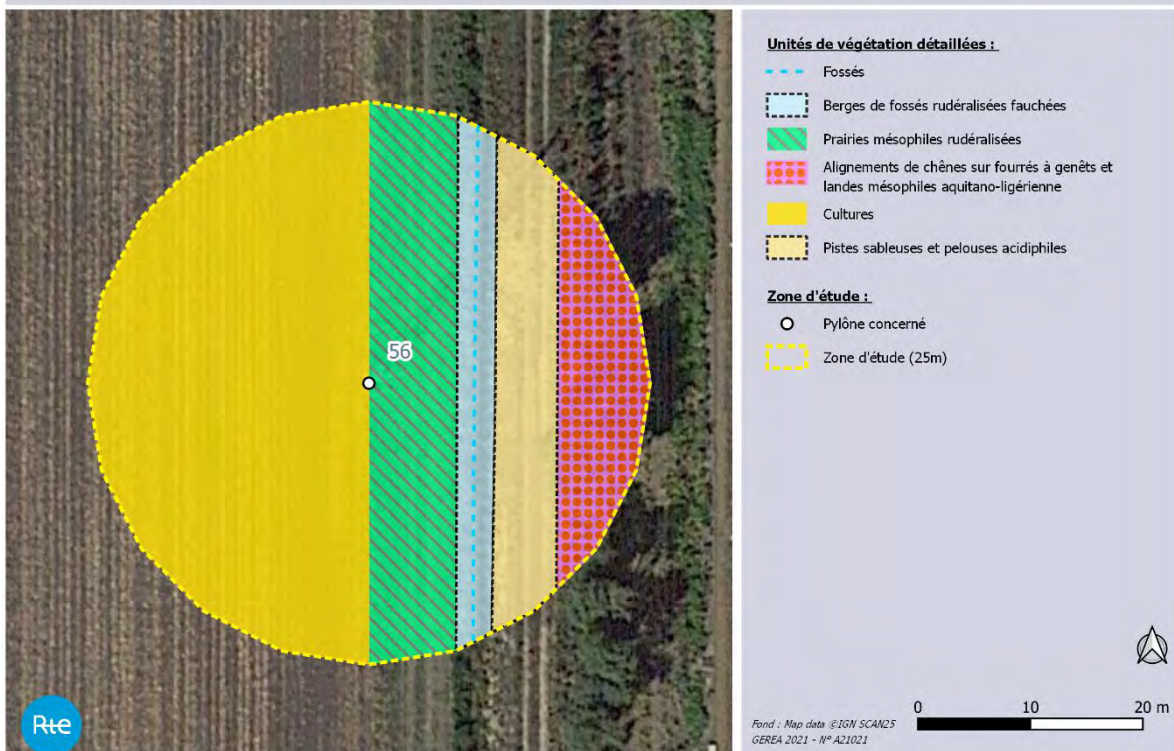 Unités de végétation détaillées :
Fossés
Berges de fossés rudéralisées fauchées
Prairies mésophiles rudéralisées
Alignements de chênes sur fourrés à genêts et
landes mésophiles aquitano-ligérienne
Cultures
Pistes sableuses et pelouses acidiphiles
Zone d'étude :
Pylône concerné
Zone d'étude (25m)
56
Rte
0 10 20 m
Fond : Map data ©IGN SCAN25
GEREA 2021 - N° A21021